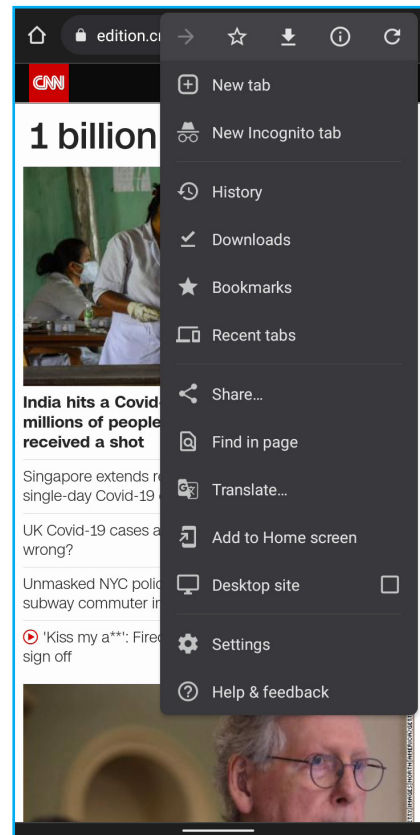 edition.c
CNN
1 billion
New tab
New Incognito tab
History
Downloads
Bookmarks
Recent tabs
Share...
Find in page
Translate...
Add to Home screen
Desktop site
Settings
Help & feedback
India hits a Covid-
millions of people
received a shot
Singapore extends re
single-day Covid-19
UK Covid-19 cases a
wrong?
Unmasked NYC polic
subway commuter in
'Kiss my a**': Fired
sign off